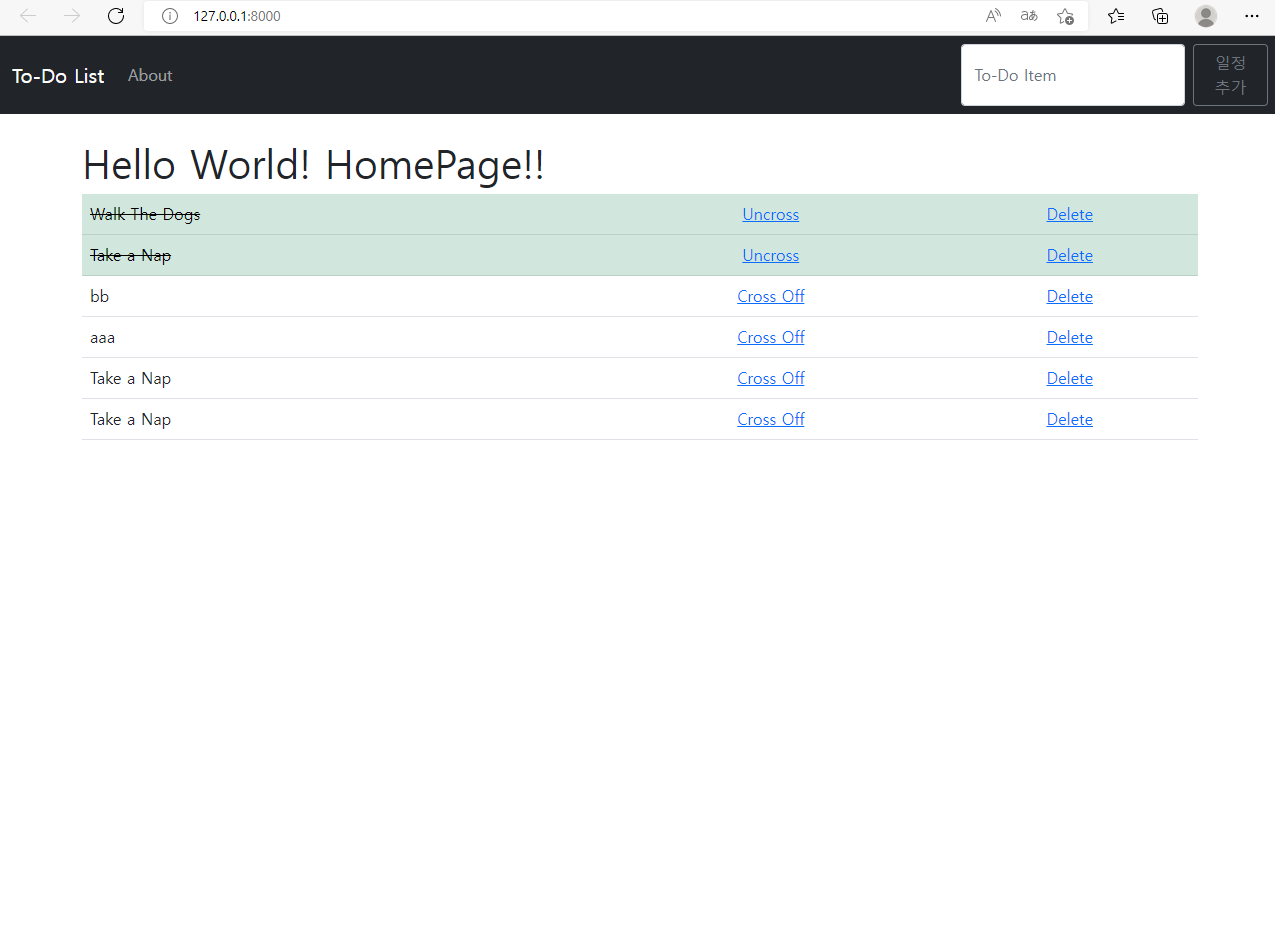 127.0.0.1:8000
To-Do List About To-Do Item 일정
추가
Hello World! HomePage!!
Walk The Dogs Uncross Delete
Take a Nap Uncross Delete
bb Cross Off Delete
aaa Cross Off Delete
Take a Nap Cross Off Delete
Take a Nap Cross Off Delete